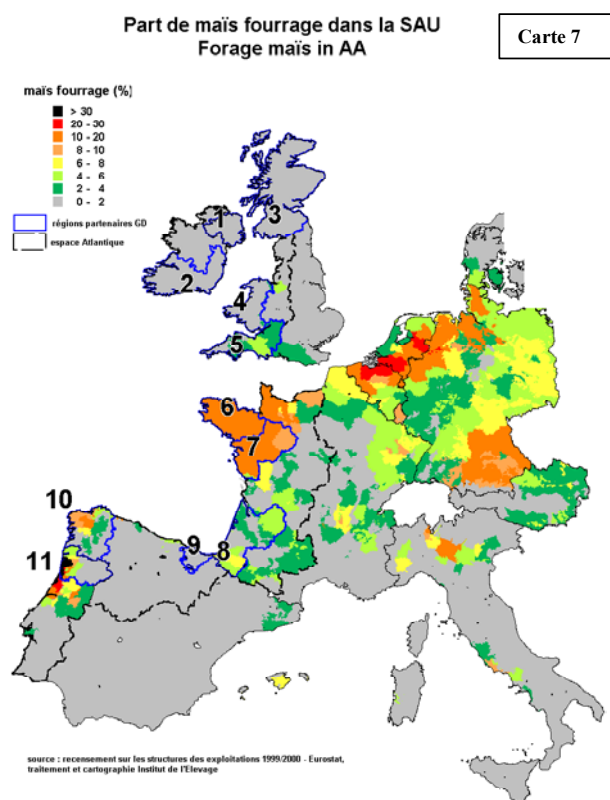 Part de maïs fourrage dans la SAU
Forage maïs in AA
Carte 7
maïs fourrage (%)
> 30
20 - 30
10 - 20
8 - 10
6 - 8
4 - 6
2 - 4
0 - 2
régions partenaires GD
espace Atlantique
1
2
3
4
5
6
7
8
9
10
11
source : recensement sur les structures des exploitations 1999/2000 - Eurostat,
traitement et cartographie Institut de l'Elevage